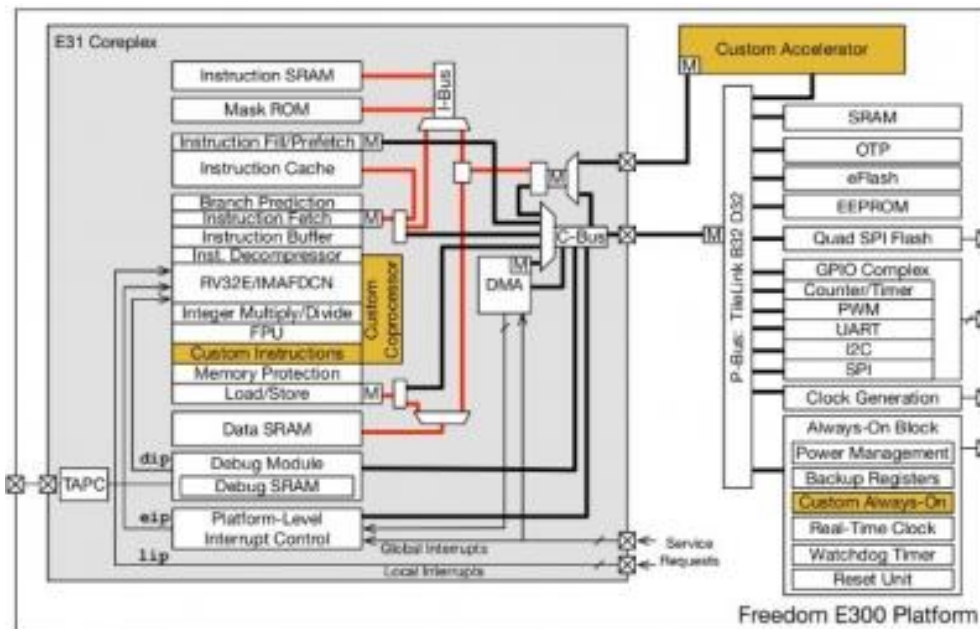 E31 Coreplex
Instruction SRAM
Mask ROM
I-Bus
Instruction Fill/Prefetch
M
Instruction Cache
Branch Prediction
Instruction Fetch
M
Instruction Buffer
Inst. Decompressor
RV32E/IMAFDCN
Integer Multiply/Divide
FPU
Custom Instructions
Custom
Coprocessor
Memory Protection
Load/Store
M
Data SRAM
M
C-Bus
M
DMA
dip
Debug Module
Debug SRAM
TAPC
eip
Platform-Level
Interrupt Control
Global Interrupts
lip
Local Interrupts
Service
Requests
Custom Accelerator
M
M
P-Bus: TileLink B32 D32
SRAM
OTP
eFlash
EEPROM
Quad SPI Flash
GPIO Complex
Counter/Timer
PWM
UART
I2C
SPI
Clock Generation
Always-On Block
Power Management
Backup Registers
Custom Always-On
Real-Time Clock
Watchdog Timer
Reset Unit
Freedom E300 Platform